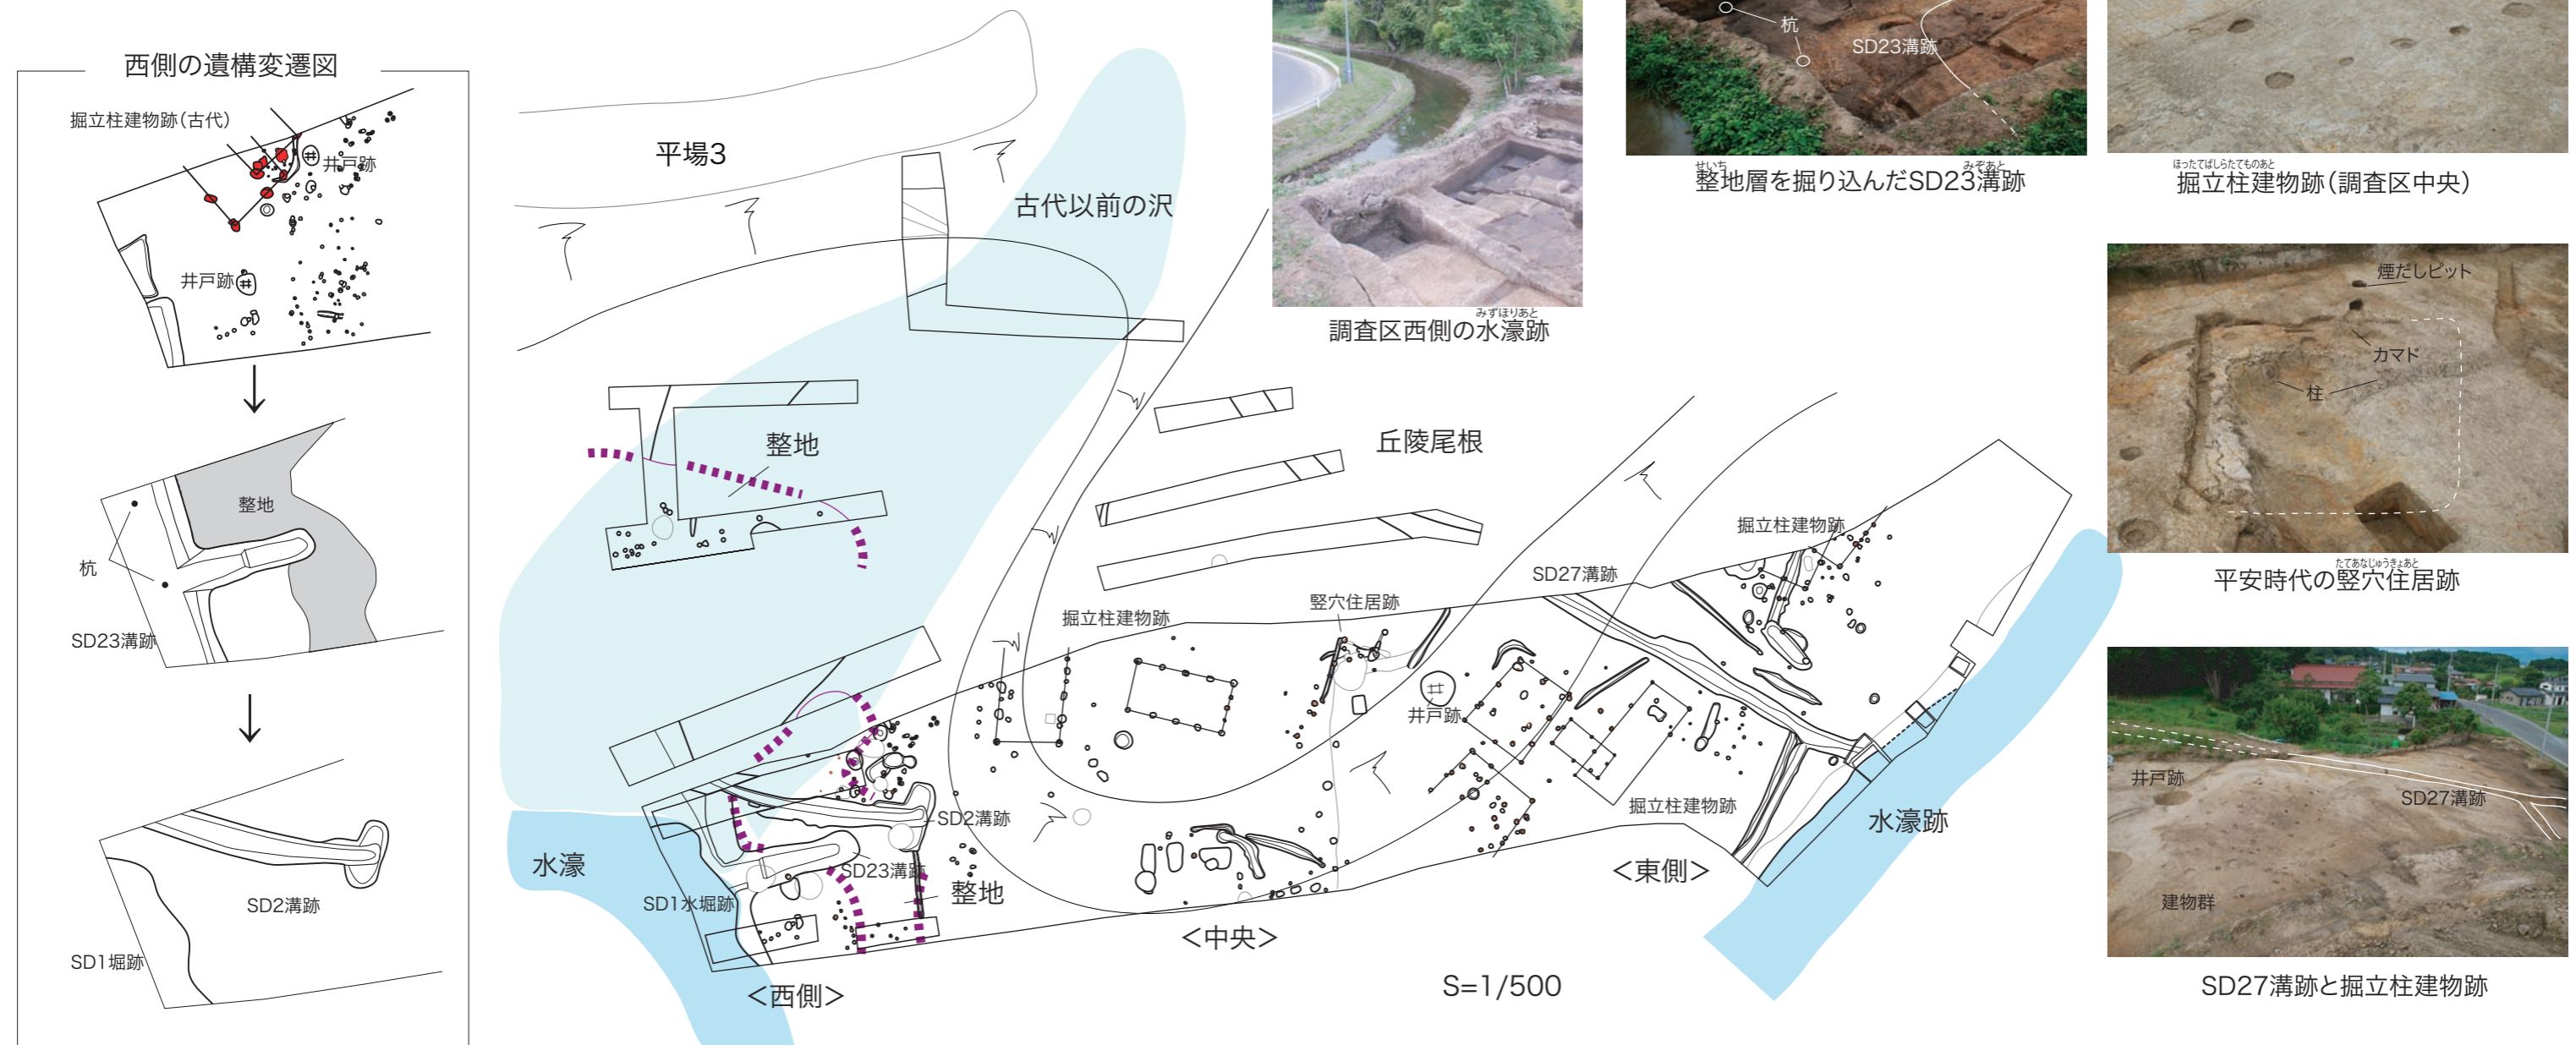 西側の遺構変遷図
掘立柱建物跡(古代)
井戸跡
井戸跡
整地
杭
SD23溝跡
SD2溝跡
SD1堀跡
平場3
古代以前の沢
整地
丘陵尾根
掘立柱建物跡
SD27溝跡
竪穴住居跡
掘立柱建物跡
井戸跡
掘立柱建物跡
水濠跡
SD2溝跡
水濠
SD23溝跡
SD1水堀跡
整地
<東側>
<中央>
<西側>
S=1/500
みずほりあと
調査区西側の水濠跡
杭
SD23溝跡
せいち みぞあと
整地層を掘り込んだSD23溝跡
ほったてばしらたてものあと
掘立柱建物跡(調査区中央)
煙だしピット
カマド
柱
たてあなじゅうきょあと
平安時代の竪穴住居跡
井戸跡
SD27溝跡
建物群
SD27溝跡と掘立柱建物跡